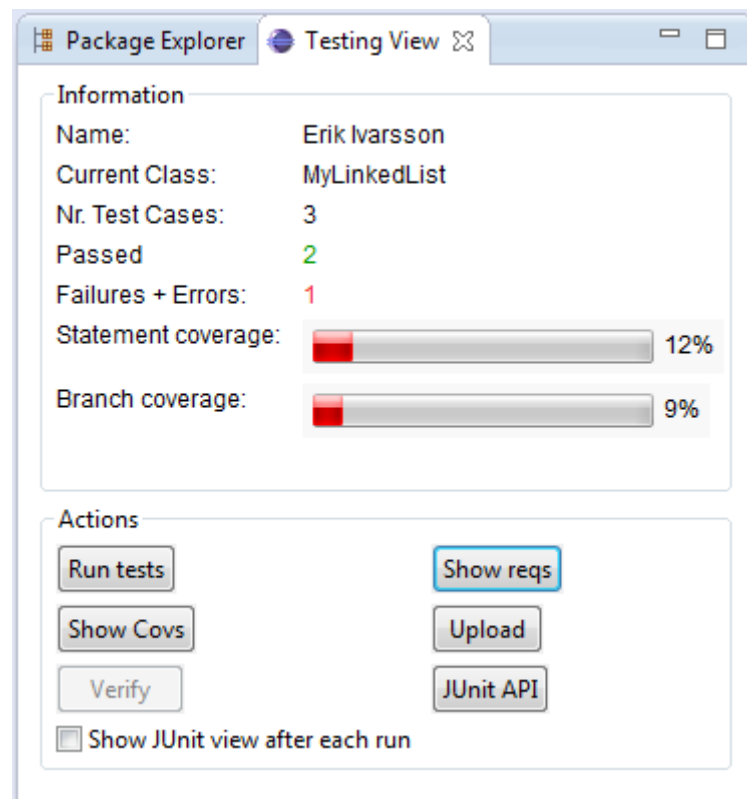 Package Explorer Testing View
Information
Name: Erik Ivarsson
Current Class: MyLinkedList
Nr. Test Cases: 3
Passed 2
Failures + Errors: 1
Statement coverage: 12%
Branch coverage: 9%
Actions
Run tests Show reqs
Show Covs Upload
Verify JUnit API
Show JUnit view after each run